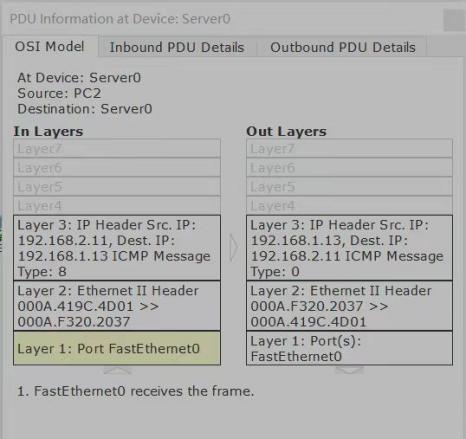 PDU Information at Device: Server0
OSI Model
Inbound PDU Details
Outbound PDU Details
At Device: Server0
Source: PC2
Destination: Server0
In Layers
Layer7
Layer6
Layer5
Layer4
Layer 3: IP Header Src. IP:
192.168.2.11, Dest. IP:
192.168.1.13 ICMP Message
Type: 8
Layer 2: Ethernet II Header
000A.419C.4D01 >>
000A.F320.2037
Layer 1: Port FastEthernet0
Out Layers
Layer7
Layer6
Layer5
Layer4
Layer 3: IP Header Src. IP:
192.168.1.13, Dest. IP:
192.168.2.11 ICMP Message
Type: 0
Layer 2: Ethernet II Header
000A.F320.2037 >>
000A.419C.4D01
Layer 1: Port(s):
FastEthernet0
1. FastEthernet0 receives the frame.